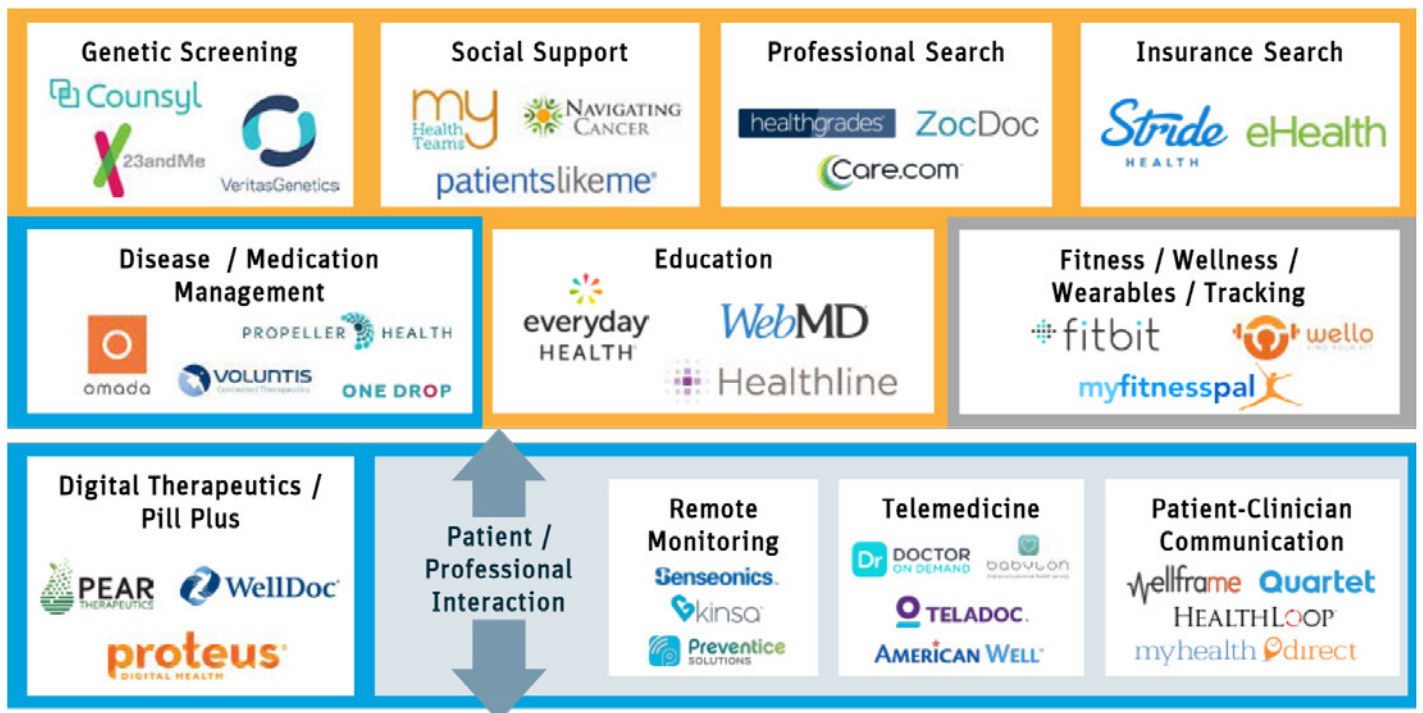 Genetic Screening
Counsyl
23andMe
VeritasGenetics
Social Support
my
Health
Teams
NAVIGATING
CANCER
patientslikeme®
Professional Search
healthgrades®
ZocDoc
Care.com
Insurance Search
Stride
HEALTH
eHealth
Disease / Medication
Management
omada
PROPELLER HEALTH
VOLUNTIS
Connected Therapeutics
ONE DROP
Education
everyday
HEALTH
WebMD
Healthline
Fitness / Wellness /
Wearables / Tracking
fitbit
wello
myfitnesspal
Digital Therapeutics /
Pill Plus
PEAR
THERAPEUTICS
WellDoc®
proteus®
DIGITAL HEALTH
Patient /
Professional
Interaction
Remote
Monitoring
Senseonics
kinsa
Preventice
SOLUTIONS
Telemedicine
Dr
DOCTOR
ON DEMAND
babylon
TELADOC.
AMERICAN WELL
Patient-Clinician
Communication
Wellframe
Quartet
HEALTHLOOP
myhealth direct